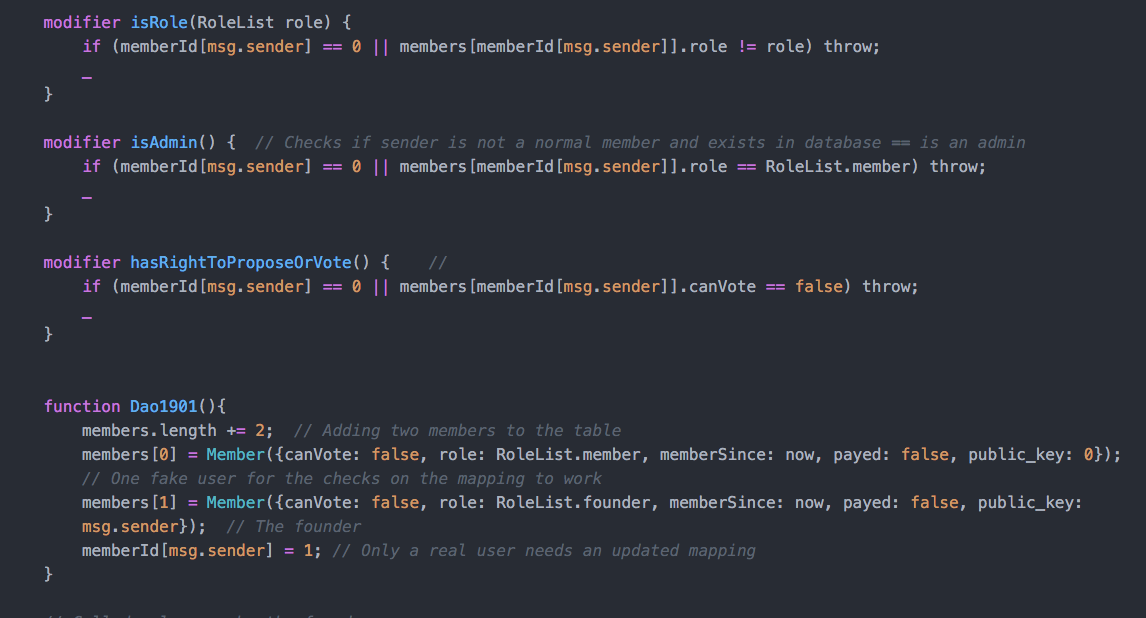 modifier isRole(RoleList role) {
if (memberId[msg.sender] == 0 || members[memberId[msg.sender]].role != role) throw;
_
}
modifier isAdmin() { // Checks if sender is not a normal member and exists in database == is an admin
if (memberId[msg.sender] == 0 || members[memberId[msg.sender]].role == RoleList.member) throw;
_
}
modifier hasRightToProposeOrVote() { //
if (memberId[msg.sender] == 0 || members[memberId[msg.sender]].canVote == false) throw;
_
}
function Dao1901(){
members.length += 2; // Adding two members to the table
members[0] = Member({canVote: false, role: RoleList.member, memberSince: now, payed: false, public_key: 0});
// One fake user for the checks on the mapping to work
members[1] = Member({canVote: false, role: RoleList.founder, memberSince: now, payed: false, public_key:
msg.sender}); // The founder
memberId[msg.sender] = 1; // Only a real user needs an updated mapping
}